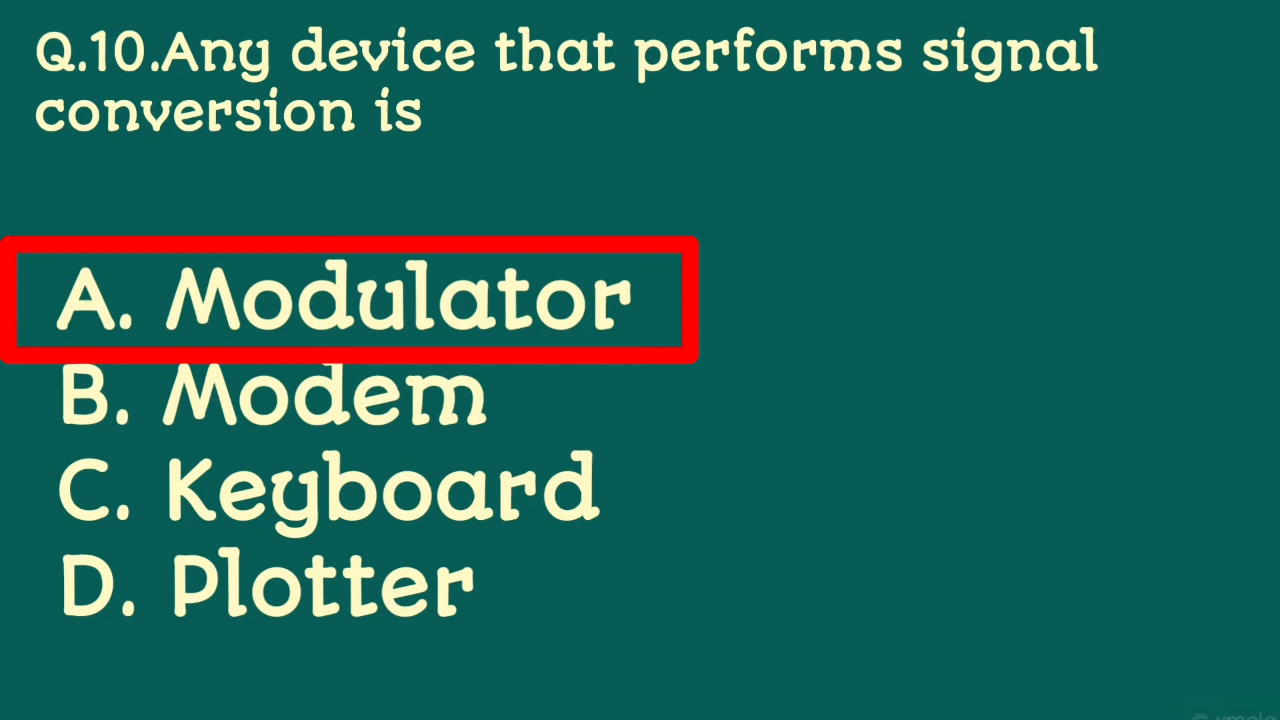 Q.10.Any device that performs signal
conversion is
A. Modulator
B. Modem
C. Keyboard
D. Plotter